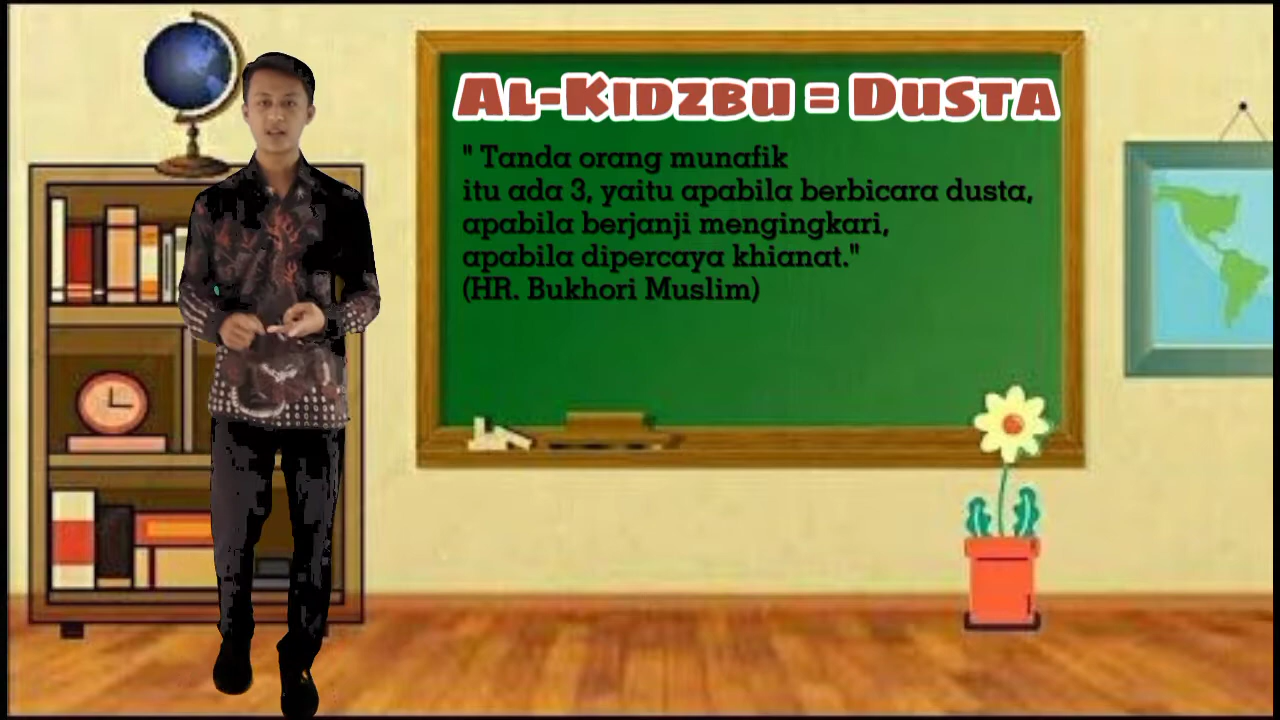 Al-Kidzbu = Dusta
" Tanda orang munafik
itu ada 3, yaitu apabila berbicara dusta,
apabila berjanji mengingkari,
apabila dipercaya khianat."
(HR. Bukhori Muslim)